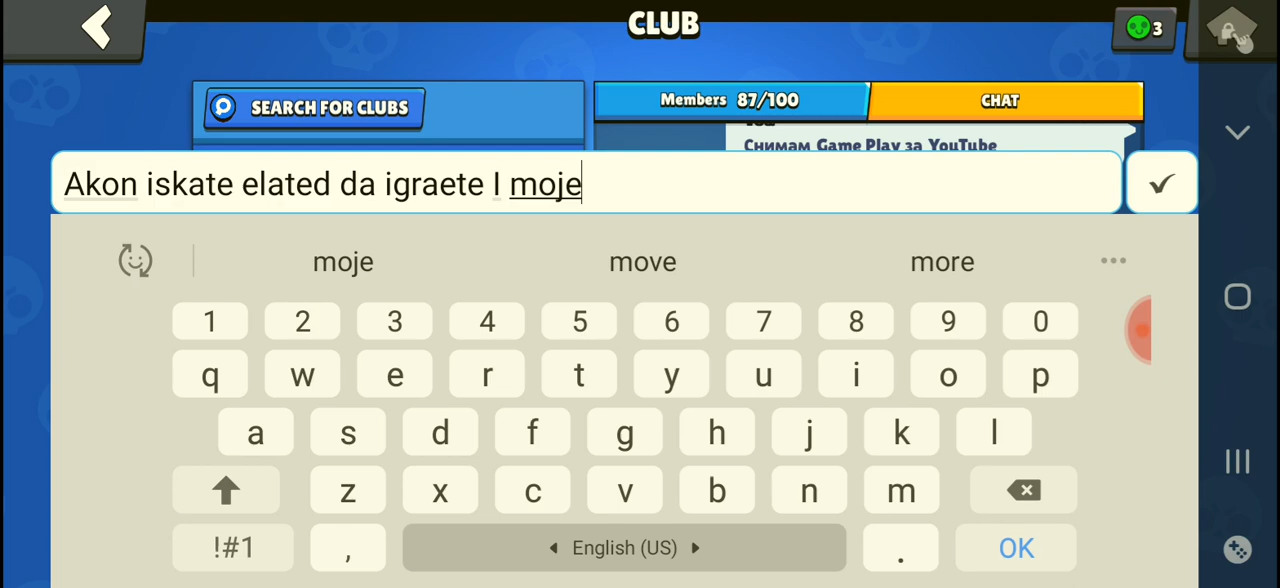 CLUB
3
SEARCH FOR CLUBS
Members 87/100
CHAT
Снимам Game Play за YouTube
Akon iskate elated da igraete I moje
moje move more
1 2 3 4 5 6 7 8 9 0
q w e r t y u i o p
a s d f g h j k l
z x c v b n m
!#1 , English (US) . OK